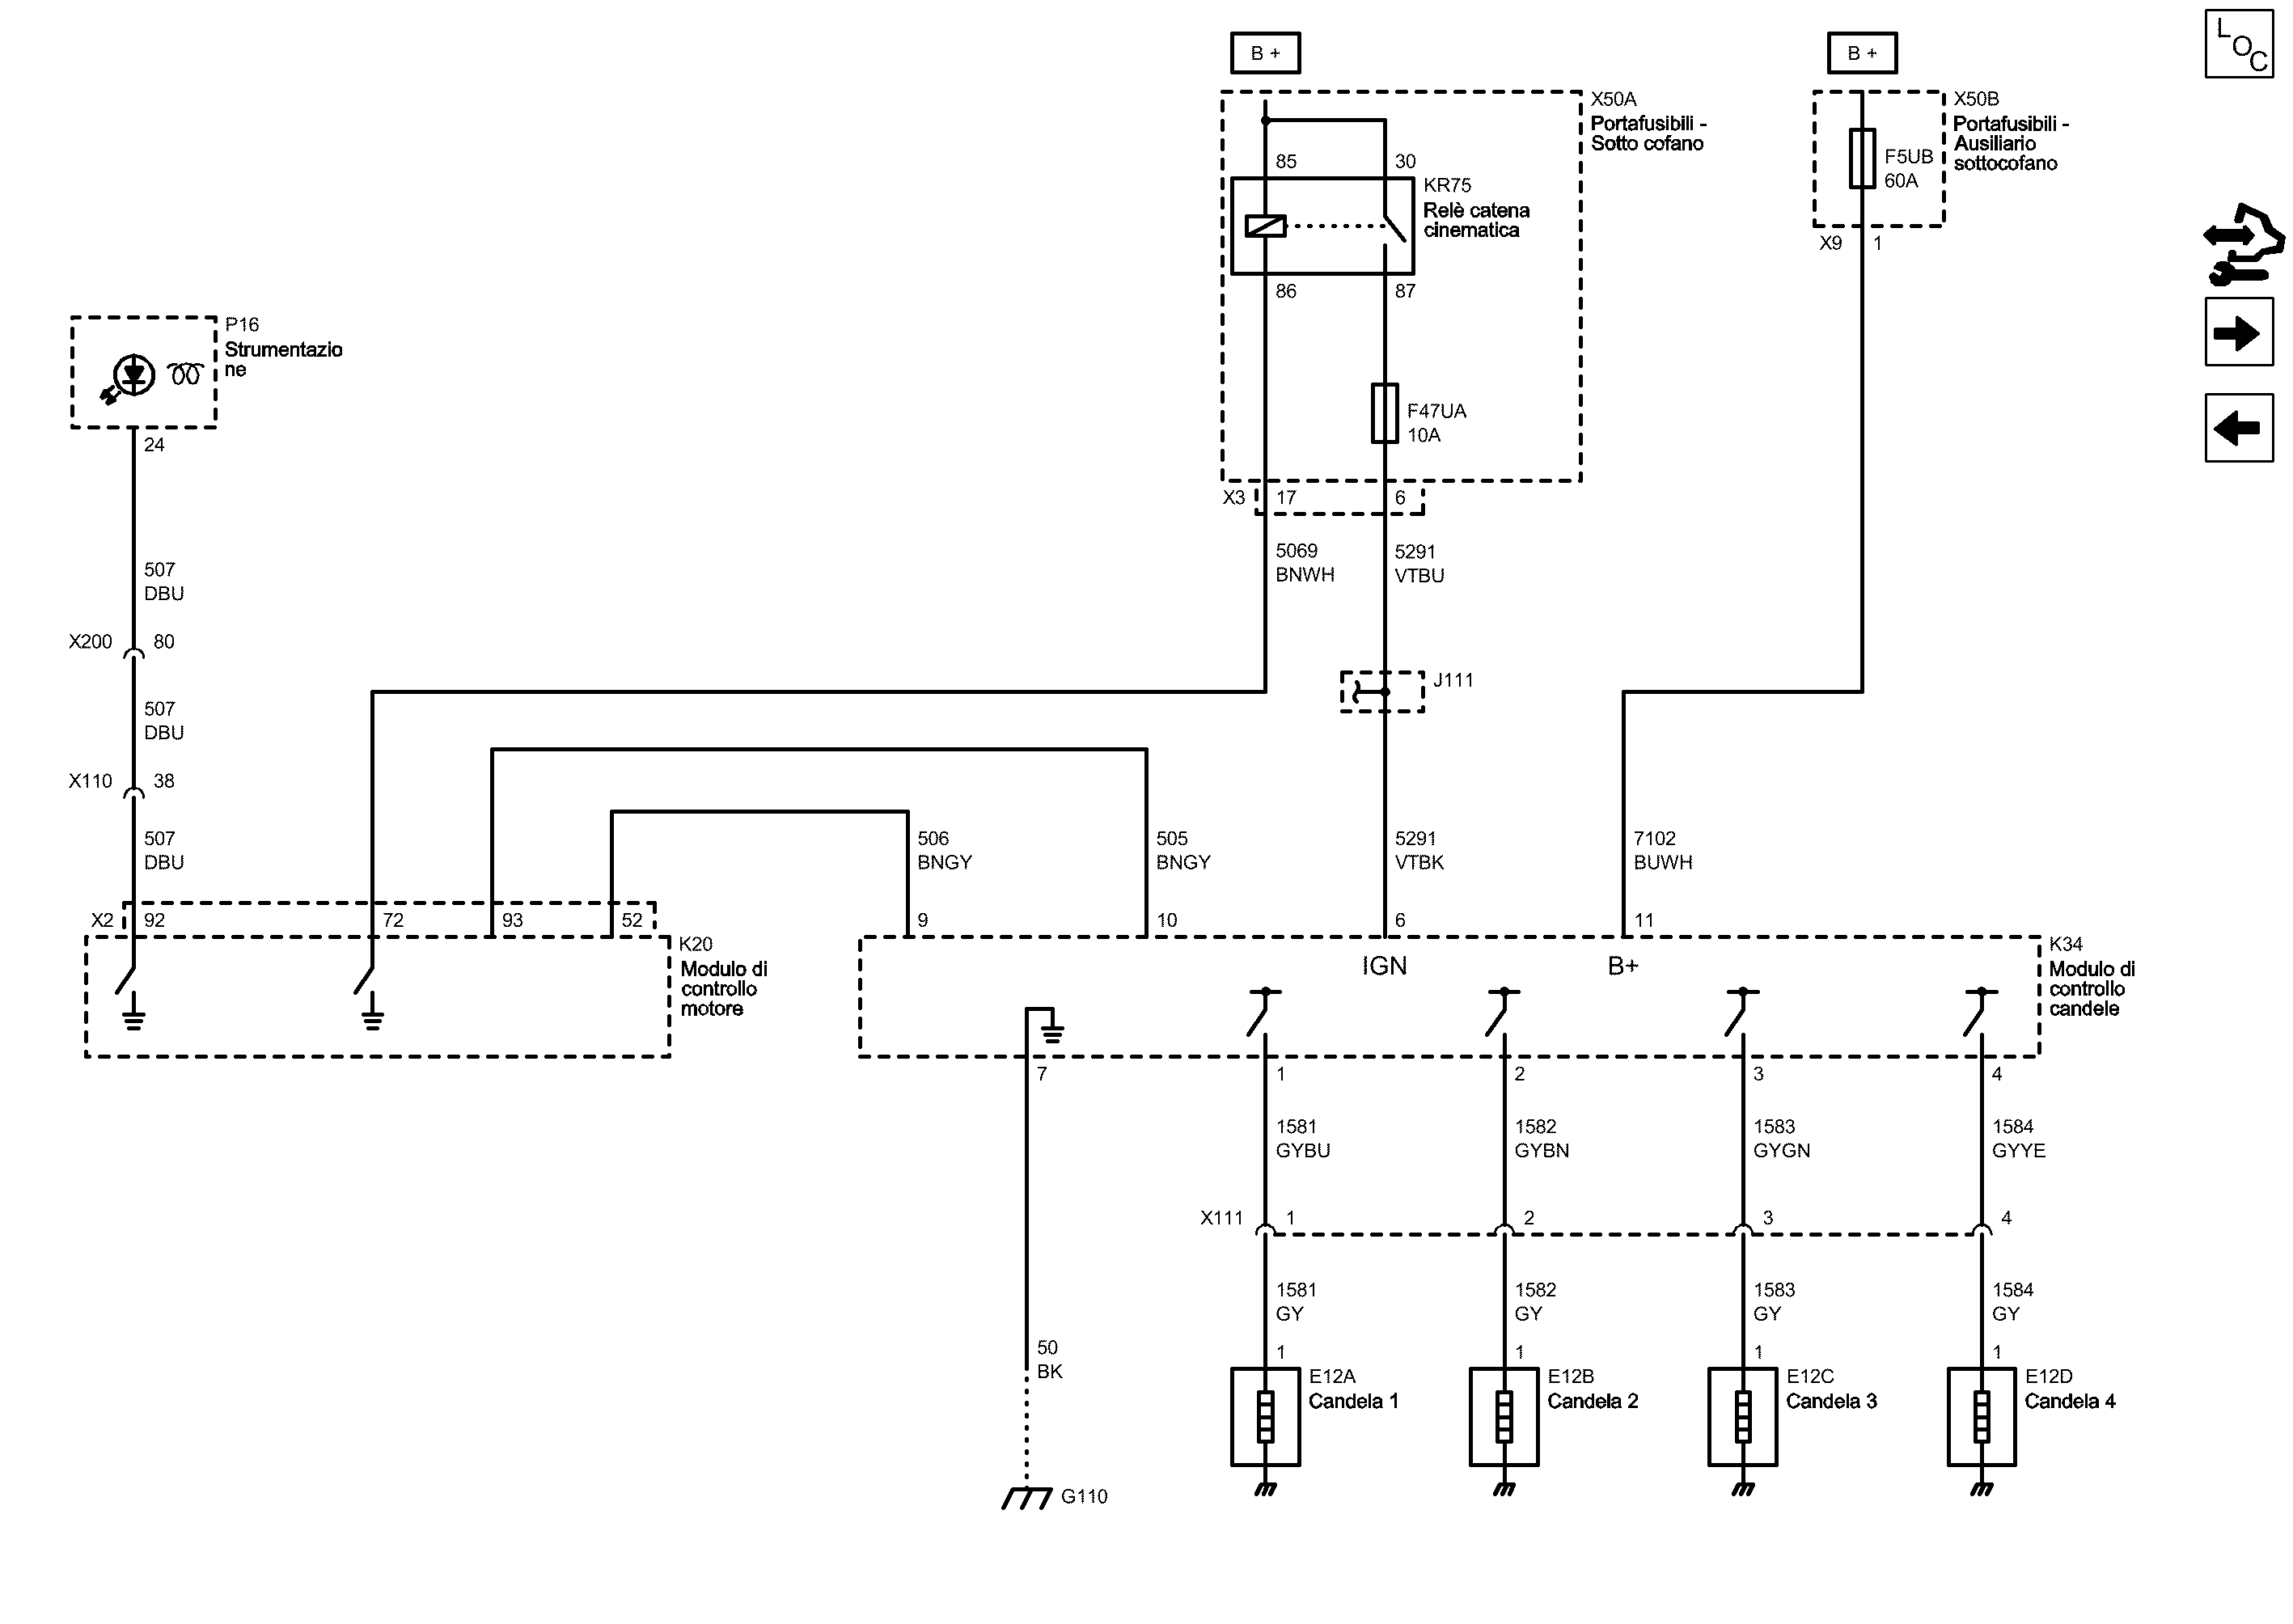 B +
B +
LOC
X50A
Portafusibili -
Sotto cofano
X50B
Portafusibili -
Ausiliario
sottocofano
85
30
F5UB
60A
KR75
Relè catena
cinematica
X9
1
86
87
P16
Strumentazio
ne
F47UA
10A
24
X3
17
6
5069
BNWH
5291
VTBU
507
DBU
X200
80
J111
507
DBU
X110
38
507
DBU
506
BNGY
505
BNGY
5291
VTBK
7102
BUWH
X2
92
72
93
52
9
10
6
11
K20
Modulo di
controllo
motore
IGN
B+
K34
Modulo di
controllo
candele
7
1
2
3
4
1581
GYBU
1582
GYBN
1583
GYGN
1584
GYYE
X111
1
2
3
4
1581
GY
1582
GY
1583
GY
1584
GY
50
BK
1
1
1
1
E12A
Candela 1
E12B
Candela 2
E12C
Candela 3
E12D
Candela 4
G110